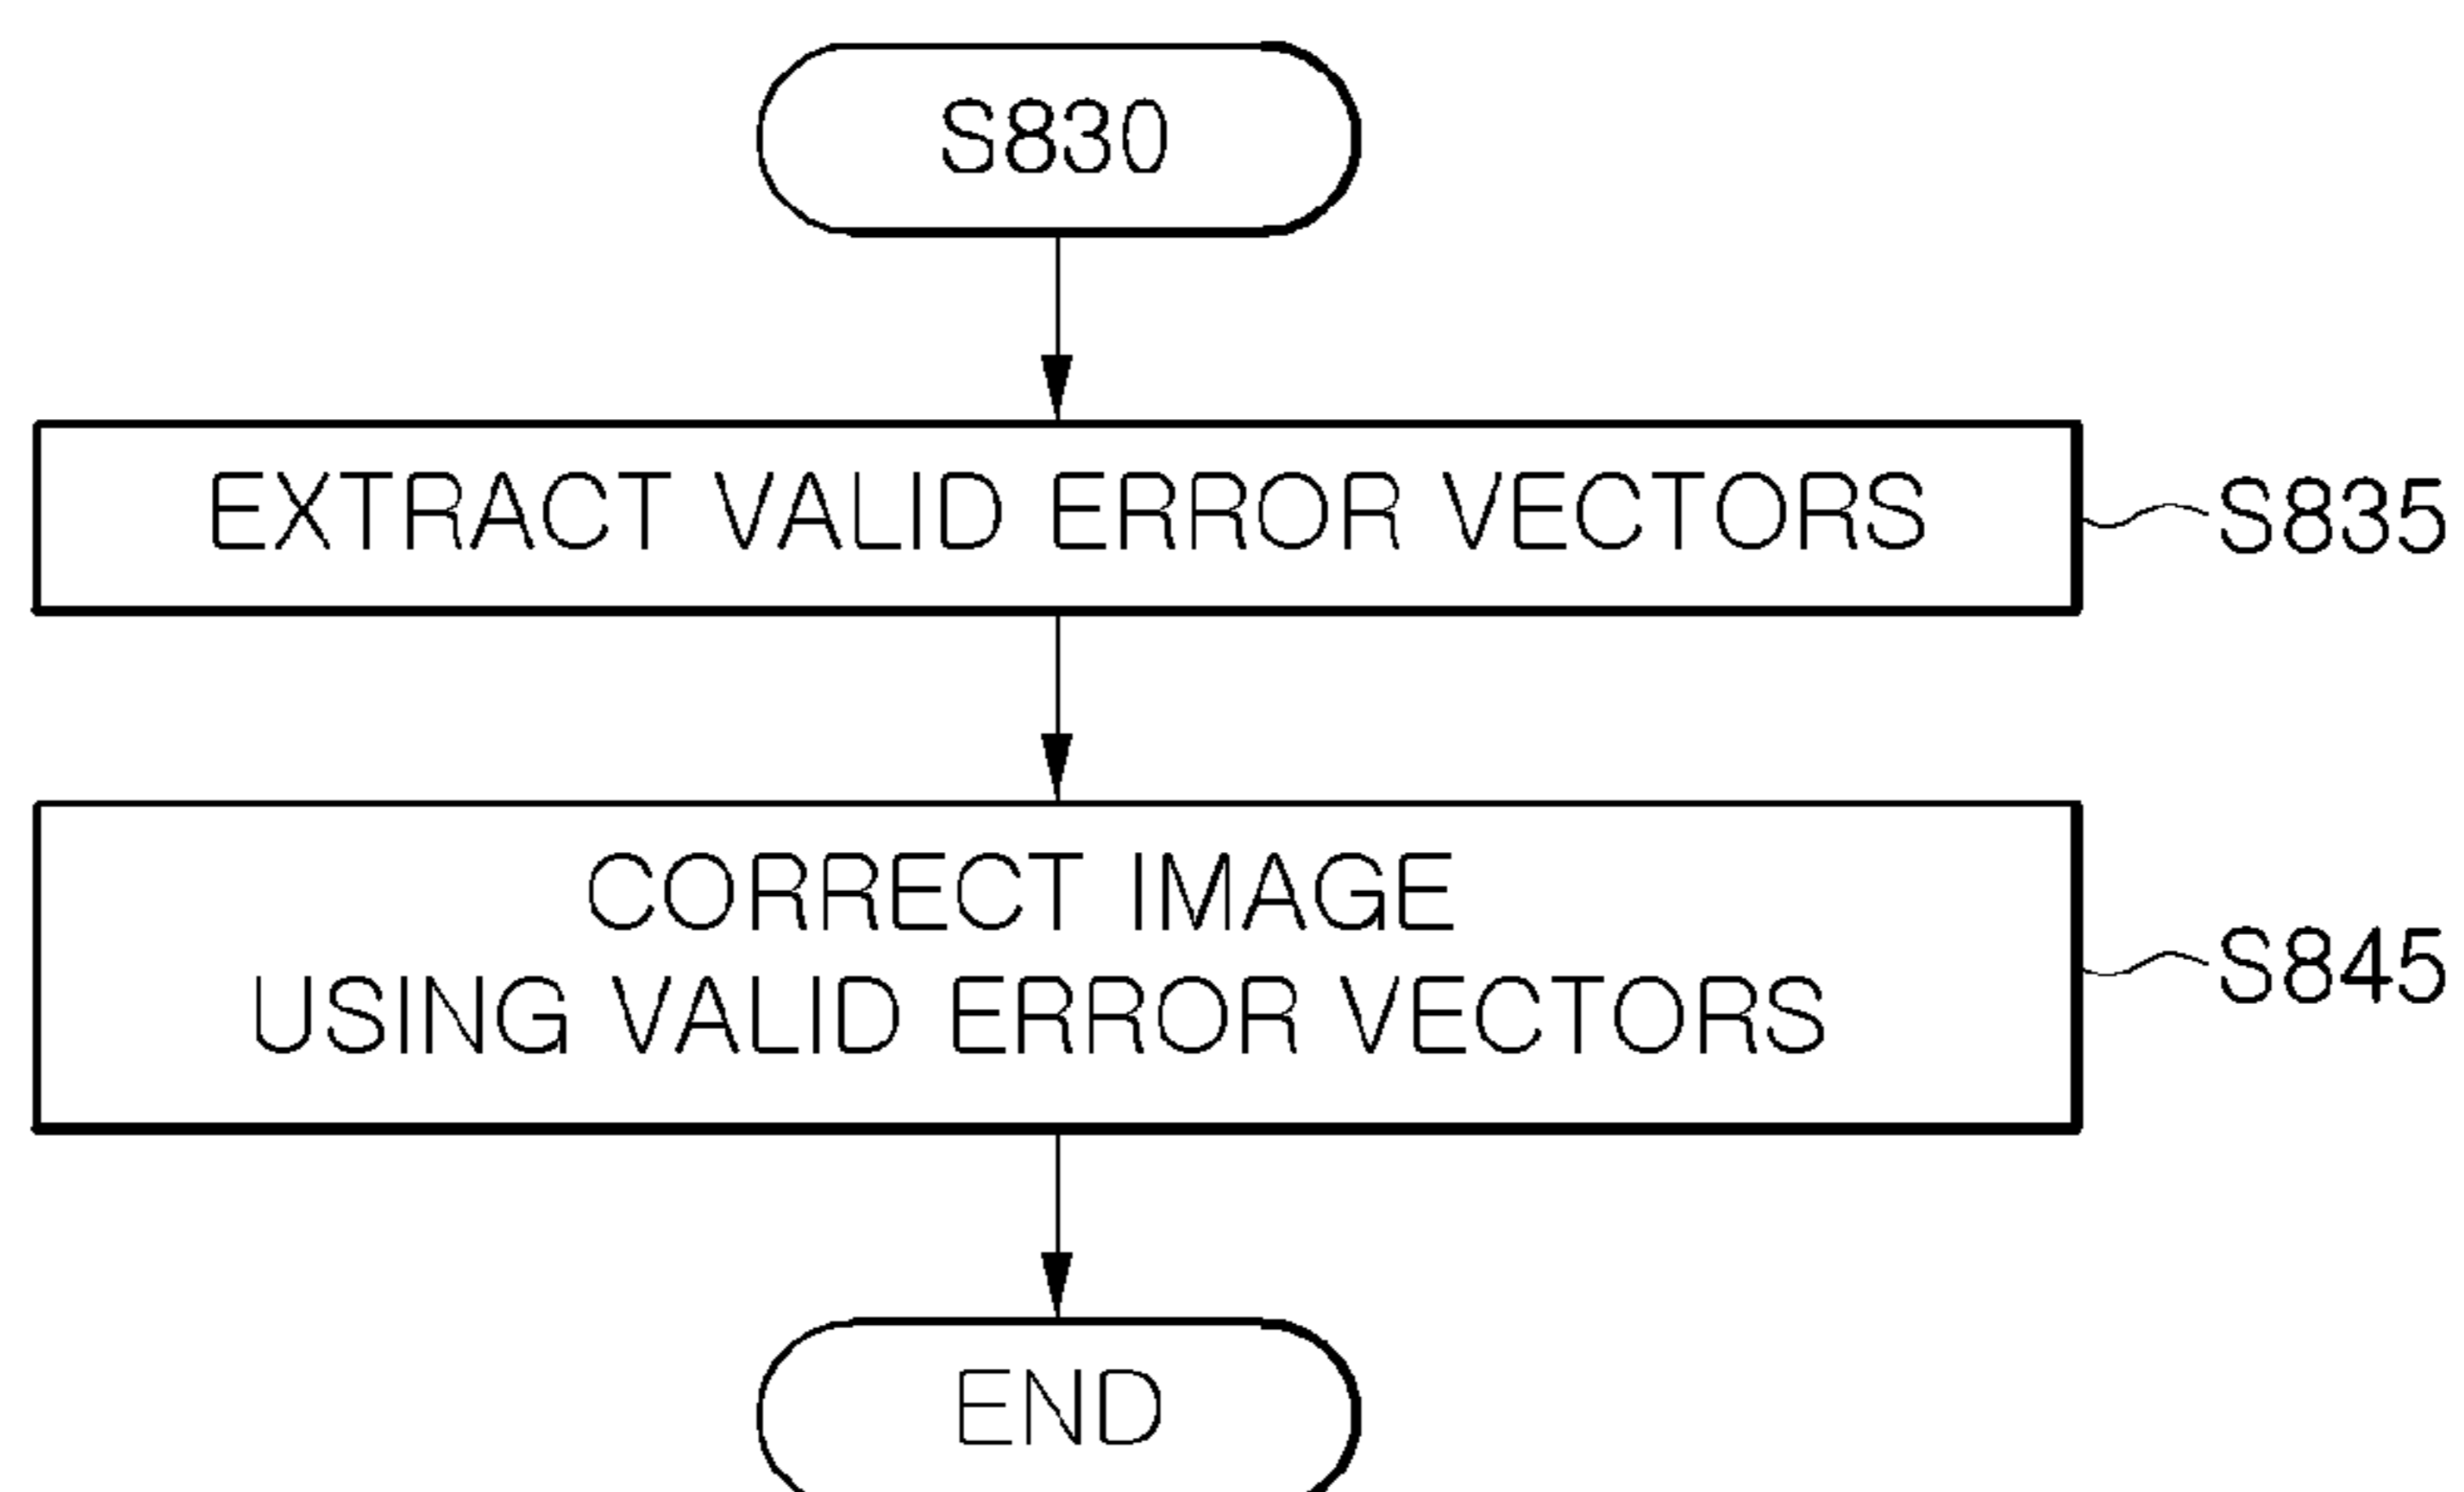 S830
EXTRACT VALID ERROR VECTORS
S835
CORRECT IMAGE
USING VALID ERROR VECTORS
S845
END